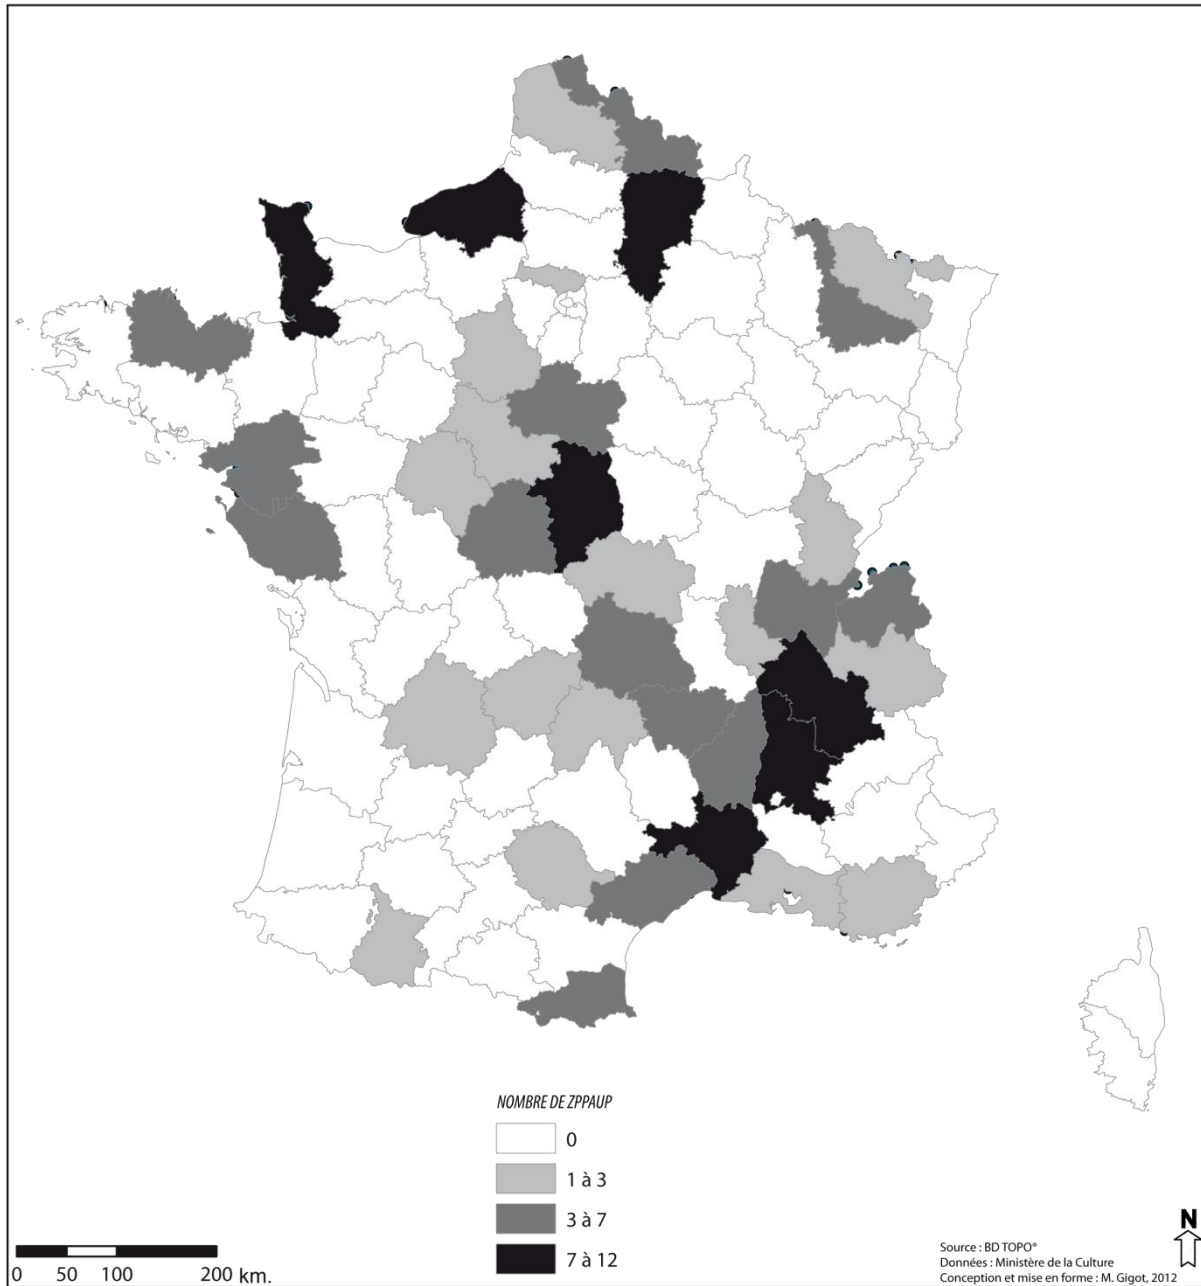 NOMBRE DE ZPPAUP
0
1 à 3
3 à 7
7 à 12
0 50 100 200 km.
N
Source : BD TOPO®
Données : Ministère de la Culture
Conception et mise en forme : M. Gigot, 2012